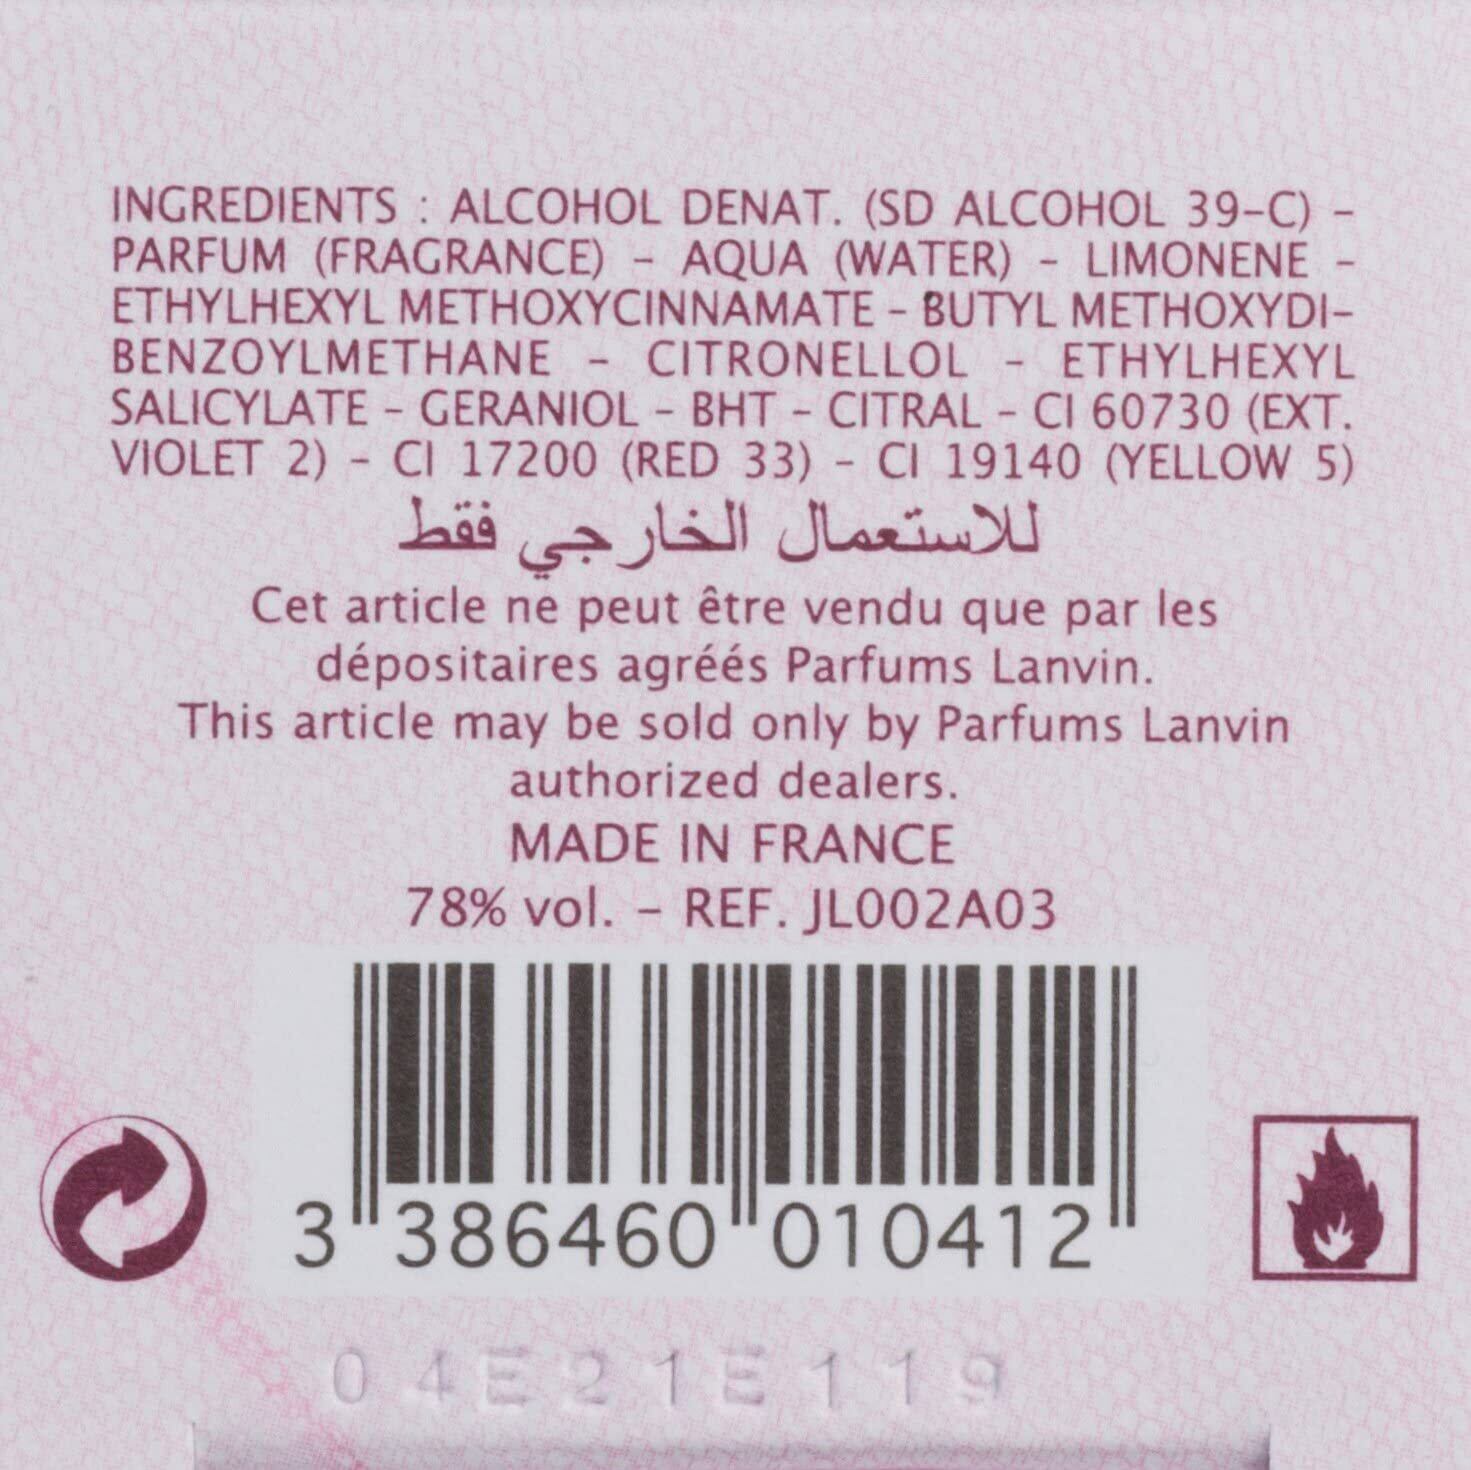 INGREDIENTS : ALCOHOL DENAT. (SD ALCOHOL 39-C) -
PARFUM (FRAGRANCE) - AQUA (WATER) - LIMONENE -
ETHYLHEXYL METHOXYCINNAMATE - BUTYL METHOXYDI-
BENZOYLMETHANE - CITRONELLOL - ETHYLHEXYL
SALICYLATE - GERANIOL - BHT - CITRAL - CI 60730 (EXT.
VIOLET 2) - CI 17200 (RED 33) - CI 19140 (YELLOW 5)
للاستعمال الخارجي فقط
Cet article ne peut être vendu que par les
dépositaires agréés Parfums Lanvin.
This article may be sold only by Parfums Lanvin
authorized dealers.
MADE IN FRANCE
78% vol. - REF. JL002A03
3 386460 010412
04E21E119